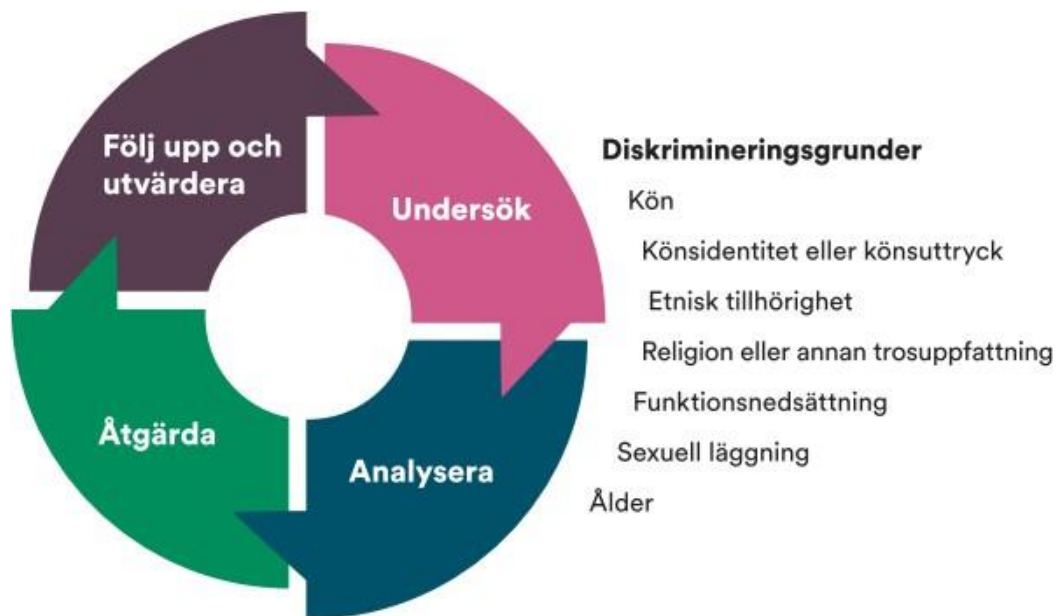 Följ upp och
utvärdera
Undersök
Analysera
Åtgärda
Diskrimineringsgrunder
Kön
Könsidentitet eller könsuttryck
Etnisk tillhörighet
Religion eller annan trosuppfattning
Funktionsnedsättning
Sexuell läggning
Ålder